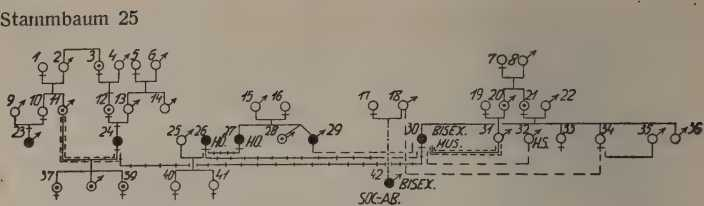 Stammbaum 25
1 2 3 4 5 6 7 8
9 10 11 12 13 14 15 16 17 18 19 20 21 22
23 24 25 26 HO. 27 HO. 28 29 30 BISEX. MUS. 31 32 HS. 33 34 35 36
37 39 40 41 42 BISEX.
SOC-AB.